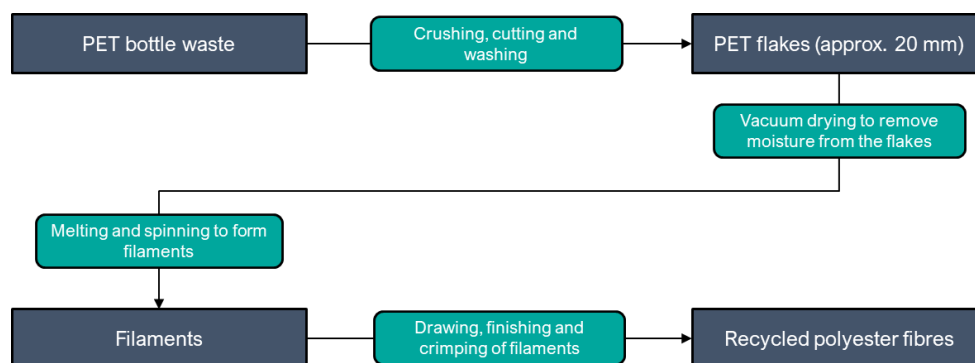 PET bottle waste
Crushing, cutting and
washing
PET flakes (approx. 20 mm)
Vacuum drying to remove
moisture from the flakes
Melting and spinning to form
filaments
Filaments
Drawing, finishing and
crimping of filaments
Recycled polyester fibres